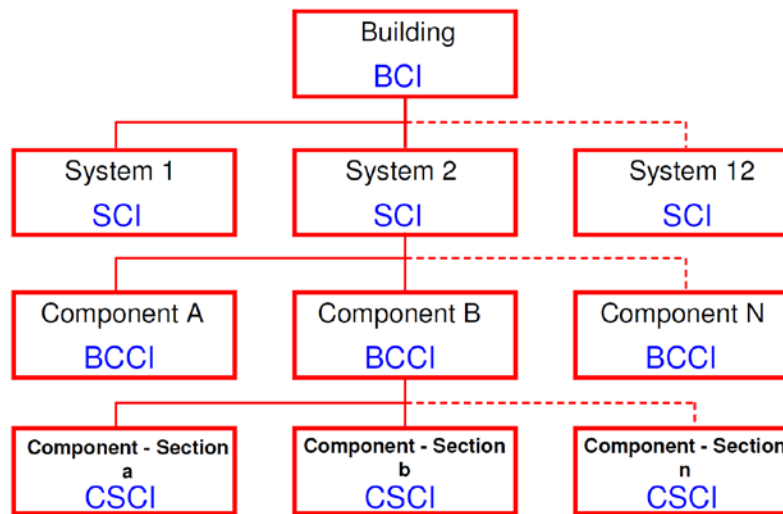 Building
BCI
System 1
SCI
System 2
SCI
System 12
SCI
Component A
BCCI
Component B
BCCI
Component N
BCCI
Component - Section
a
CSCI
Component - Section
b
CSCI
Component - Section
n
CSCI